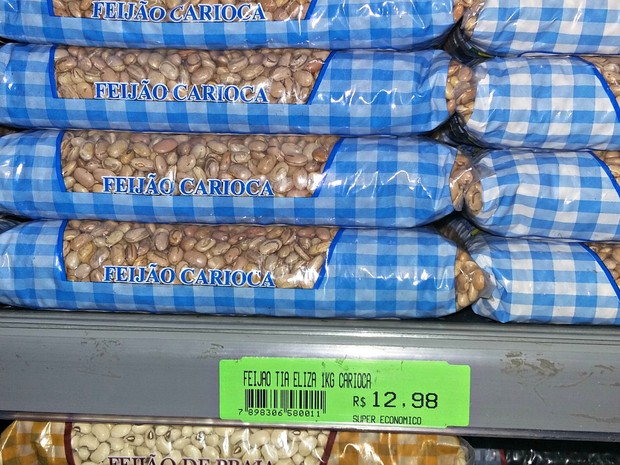 FEIJÃO CARIOCA
FEIJÃO CARIOCA
FEIJÃO CARIOCA
FEIJÃO CARIOCA
FEIJAO TIA ELIZA 1KG CARIOCA
7 898306 580011
R$ 12.98
SUPER ECONOMICO
FEIJÃO DE PRAIA